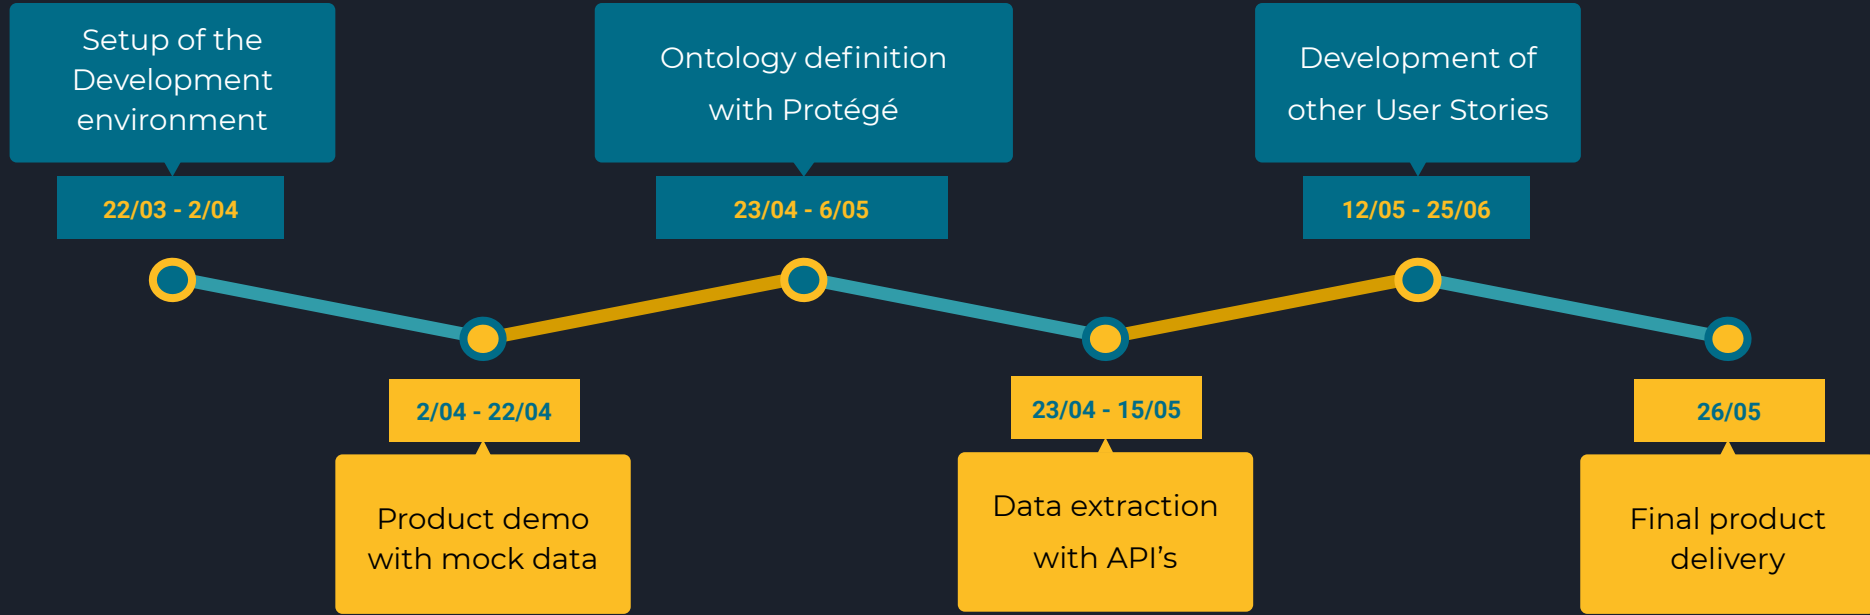 Setup of the
Development
environment
22/03 - 2/04
2/04 - 22/04
Product demo
with mock data
Ontology definition
with Protégé
23/04 - 6/05
23/04 - 15/05
Data extraction
with API’s
Development of
other User Stories
12/05 - 25/06
26/05
Final product
delivery